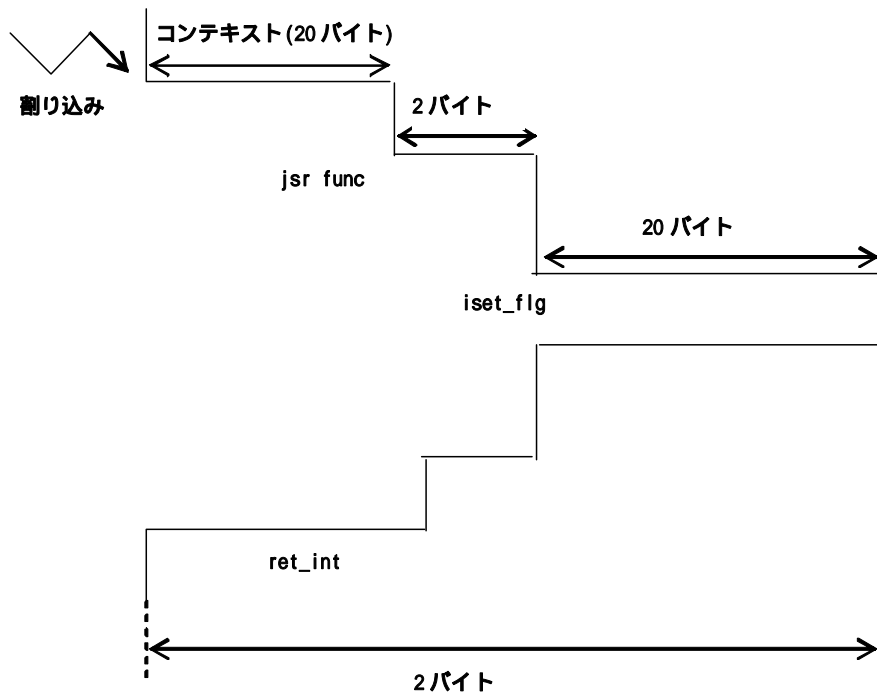 コンテキスト(20バイト)
割り込み
2バイト
jsr func
20バイト
iset_flg
ret_int
2バイト